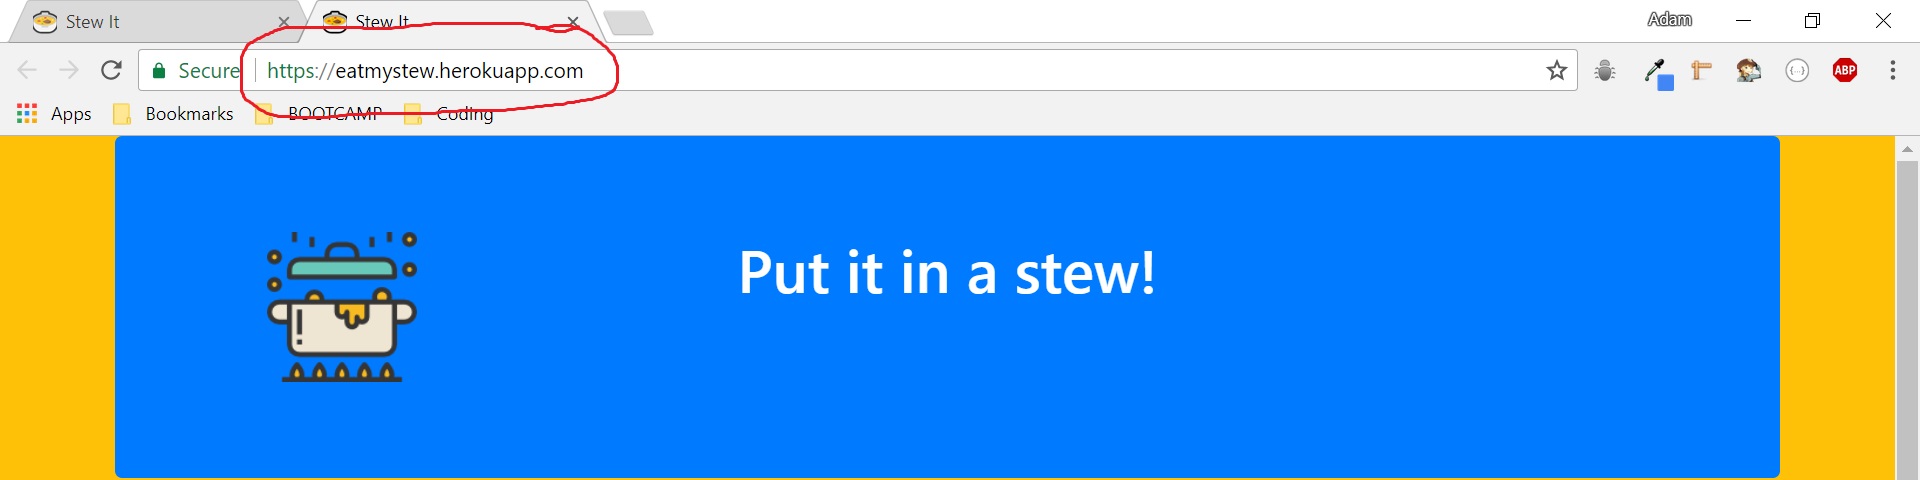 Stew It
Stew It
Adam
Secure
https://eatmystew.herokuapp.com
ABP
Apps
Bookmarks
BOOTCAMP
Coding
Put it in a stew!